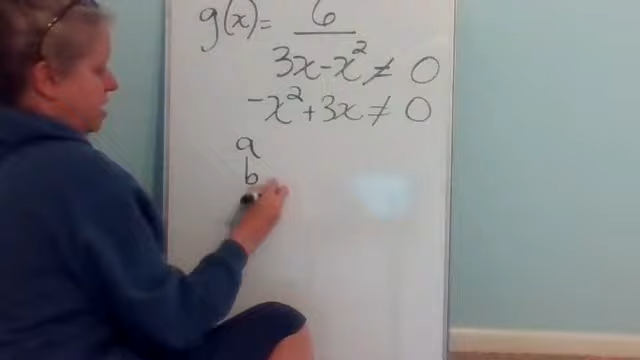 g(x) = 6
3x - x² ≠ 0
-x² + 3x ≠ 0
a
b